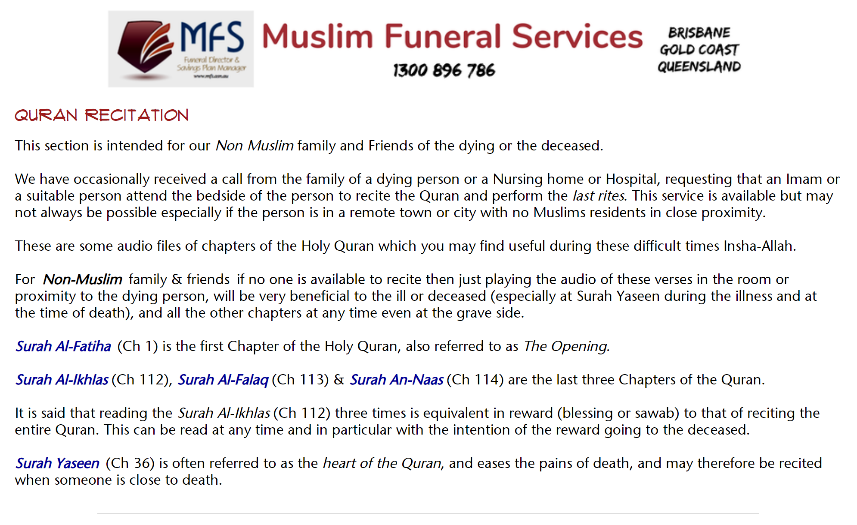 MFS
Funeral Director &
Savings Plan Manager
www.mfs.com.au
Muslim Funeral Services
1300 896 786
BRISBANE
GOLD COAST
QUEENSLAND
QURAN RECITATION
This section is intended for our Non Muslim family and Friends of the dying or the deceased.
We have occasionally received a call from the family of a dying person or a Nursing home or Hospital, requesting that an Imam or
a suitable person attend the bedside of the person to recite the Quran and perform the last rites. This service is available but may
not always be possible especially if the person is in a remote town or city with no Muslims residents in close proximity.
These are some audio files of chapters of the Holy Quran which you may find useful during these difficult times Insha-Allah.
For Non-Muslim family & friends if no one is available to recite then just playing the audio of these verses in the room or
proximity to the dying person, will be very beneficial to the ill or deceased (especially at Surah Yaseen during the illness and at
the time of death), and all the other chapters at any time even at the grave side.
Surah Al-Fatiha (Ch 1) is the first Chapter of the Holy Quran, also referred to as The Opening.
Surah Al-Ikhlas (Ch 112), Surah Al-Falaq (Ch 113) & Surah An-Naas (Ch 114) are the last three Chapters of the Quran.
It is said that reading the Surah Al-Ikhlas (Ch 112) three times is equivalent in reward (blessing or sawab) to that of reciting the
entire Quran. This can be read at any time and in particular with the intention of the reward going to the deceased.
Surah Yaseen (Ch 36) is often referred to as the heart of the Quran, and eases the pains of death, and may therefore be recited
when someone is close to death.